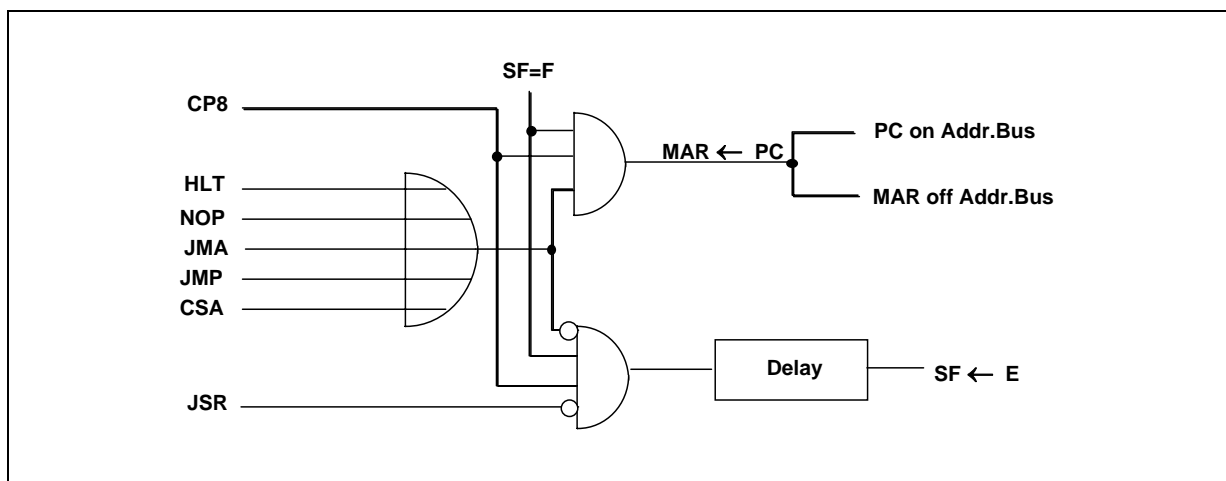 SF=F
CP8
PC on Addr.Bus
MAR ← PC
HLT
MAR off Addr.Bus
NOP
JMA
JMP
CSA
Delay
SF ← E
JSR